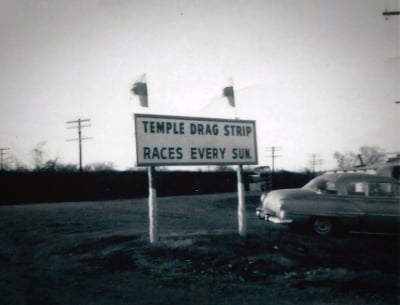 TEMPLE DRAG STRIP
RACES EVERY SUN.